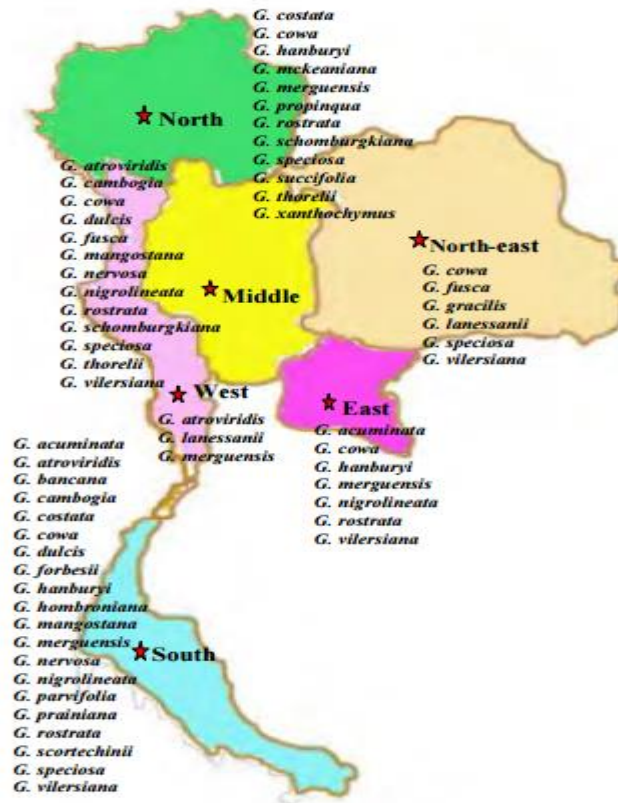 G. costata
G. cowa
G. hanburyi
G. mckeaniana
G. merguensis
G. propinqua
G. rostrata
G. schomburgkiana
G. speciosa
G. succifolia
G. thorelii
G. xanthochymus
North
G. atroviridis
G. cambogia
G. cowa
G. dulcis
G. fusca
G. mangostana
G. nervosa
G. nigrolineata
G. rostrata
G. schomburgkiana
G. speciosa
G. thorelii
G. vilersiana
Middle
North-east
G. cowa
G. fusca
G. gracilis
G. lanessanii
G. speciosa
G. vilersiana
West
G. atroviridis
G. lanessanii
G. merguensis
East
G. acuminata
G. cowa
G. hanburyi
G. merguensis
G. nigrolineata
G. rostrata
G. vilersiana
G. acuminata
G. atroviridis
G. bancana
G. cambogia
G. costata
G. cowa
G. dulcis
G. forbesii
G. hanburyi
G. hombroniana
G. mangostana
G. merguensis
G. nervosa
G. nigrolineata
G. parvifolia
G. prainiana
G. rostrata
G. scortechinii
G. speciosa
G. vilersiana
South